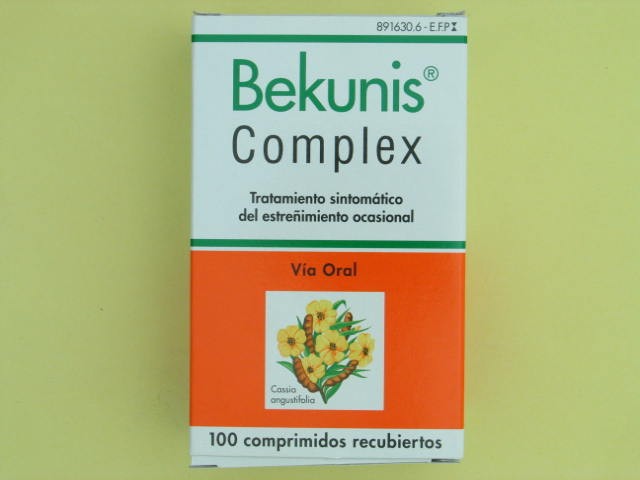 891630.6 - E.F.P
Bekunis®
Complex
Tratamiento sintomático
del estreñimiento ocasional
Vía Oral
Cassia
angustifolia
100 comprimidos recubiertos